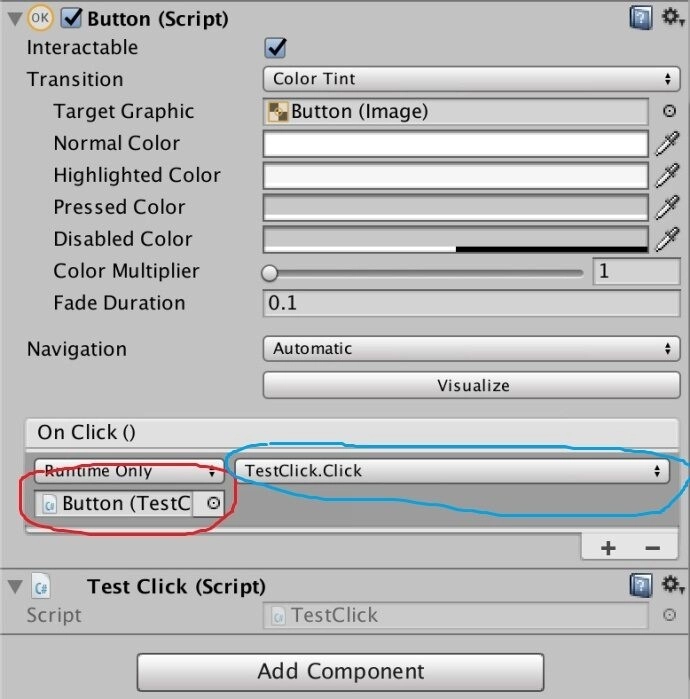 OK Button (Script)
Interactable
Transition Color Tint
Target Graphic Button (Image)
Normal Color
Highlighted Color
Pressed Color
Disabled Color
Color Multiplier 1
Fade Duration 0.1
Navigation Automatic
Visualize
On Click ()
Runtime Only TestClick.Click
C# Button (TestC
+ −
C# Test Click (Script)
Script C# TestClick
Add Component